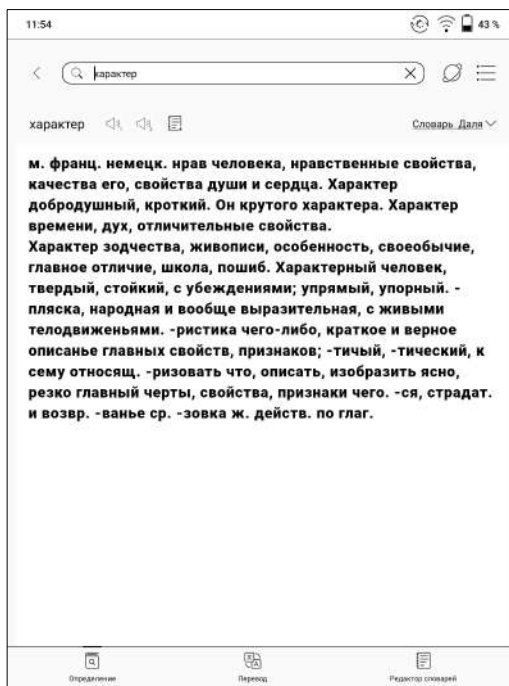 11:54
43 %
характер
характер
Словарь Даля
м. франц. немецк. нрав человека, нравственные свойства,
качества его, свойства души и сердца. Характер
добродушный, кроткий. Он крутого характера. Характер
времени, дух, отличительные свойства.
Характер зодчества, живописи, особенность, своеобычие,
главное отличие, школа, пошиб. Характерный человек,
твердый, стойкий, с убеждениями; упрямый, упорный. -
пляска, народная и вообще выразительная, с живыми
телодвиженьями. -ристика чего-либо, краткое и верное
описанье главных свойств, признаков; -тичый, -тический, к
сему относящ. -ризовать что, описать, изобразить ясно,
резко главный черты, свойства, признаки чего. -ся, страдат.
и возвр. -ванье ср. -зовка ж. действ. по глаг.
Определение
Перевод
Редактор словарей